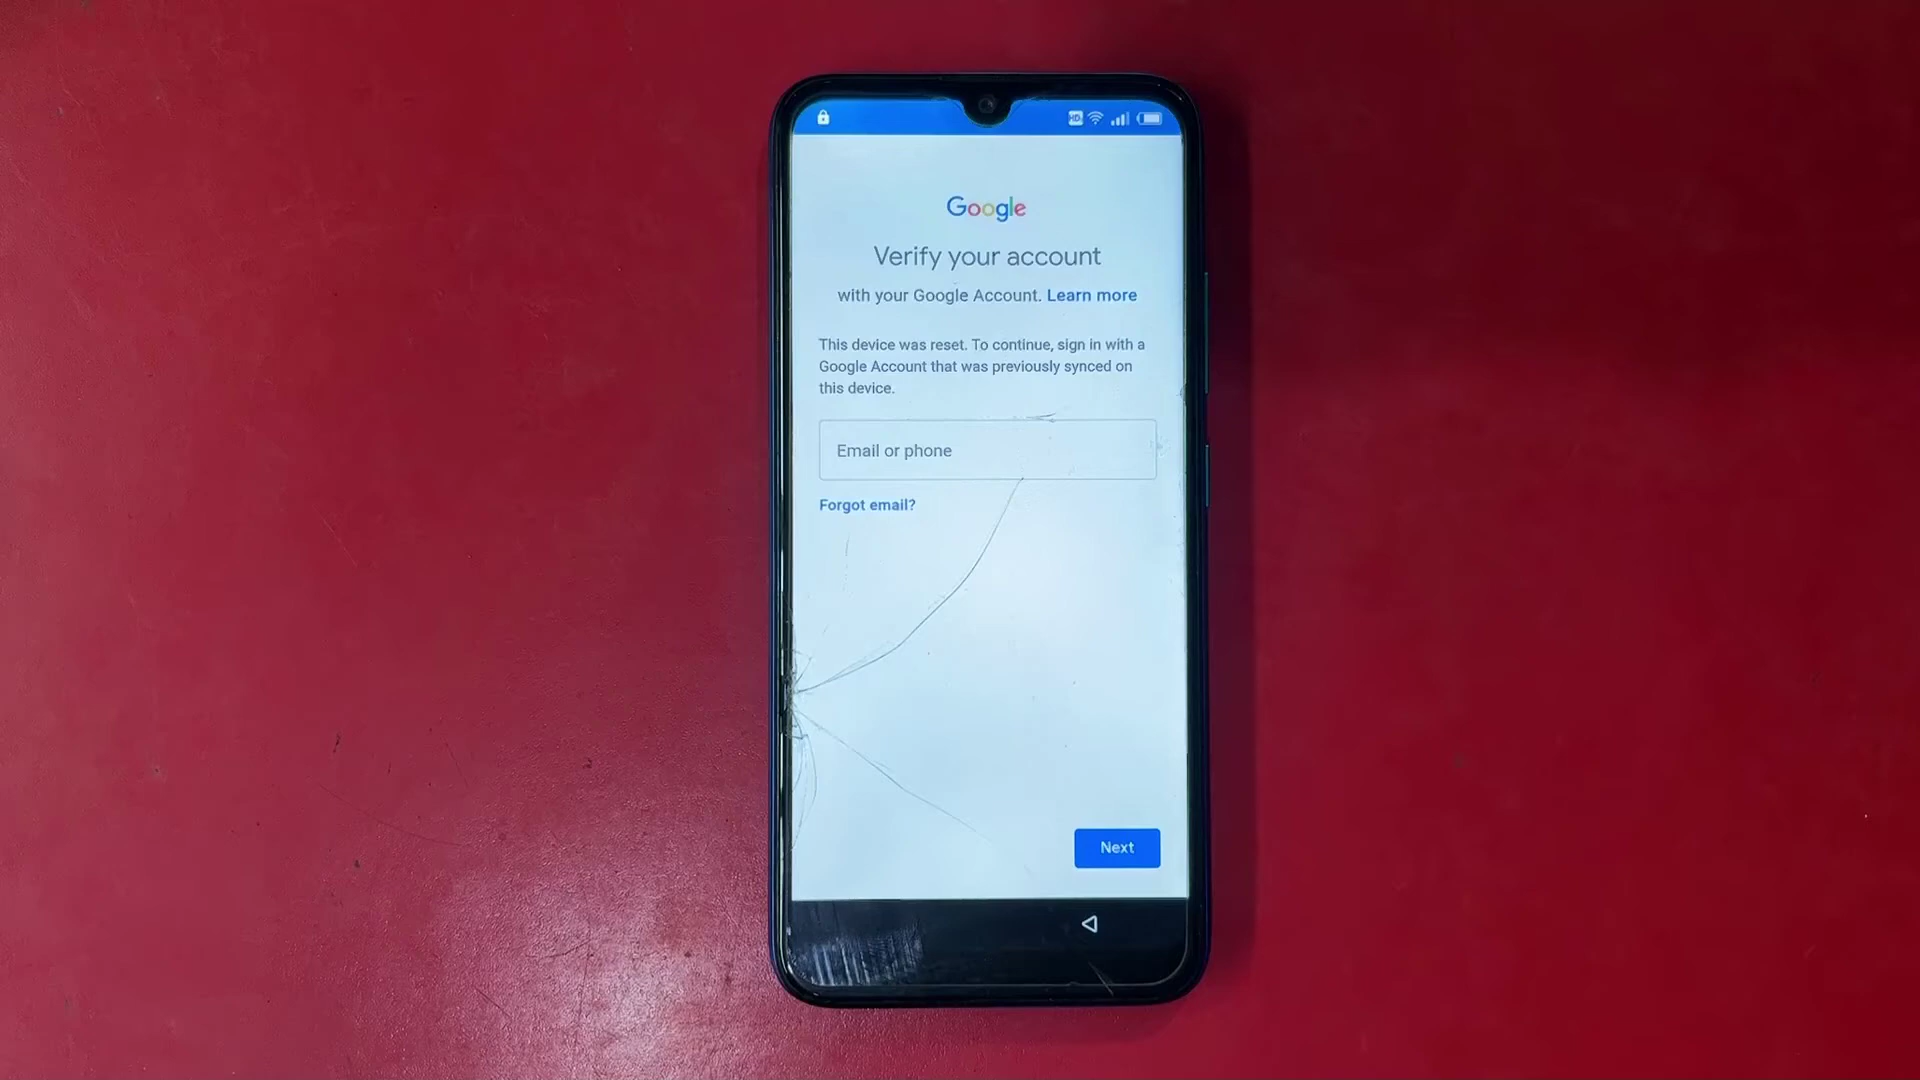 HD
Google
Verify your account
with your Google Account. Learn more
This device was reset. To continue, sign in with a
Google Account that was previously synced on
this device.
Email or phone
Forgot email?
Next